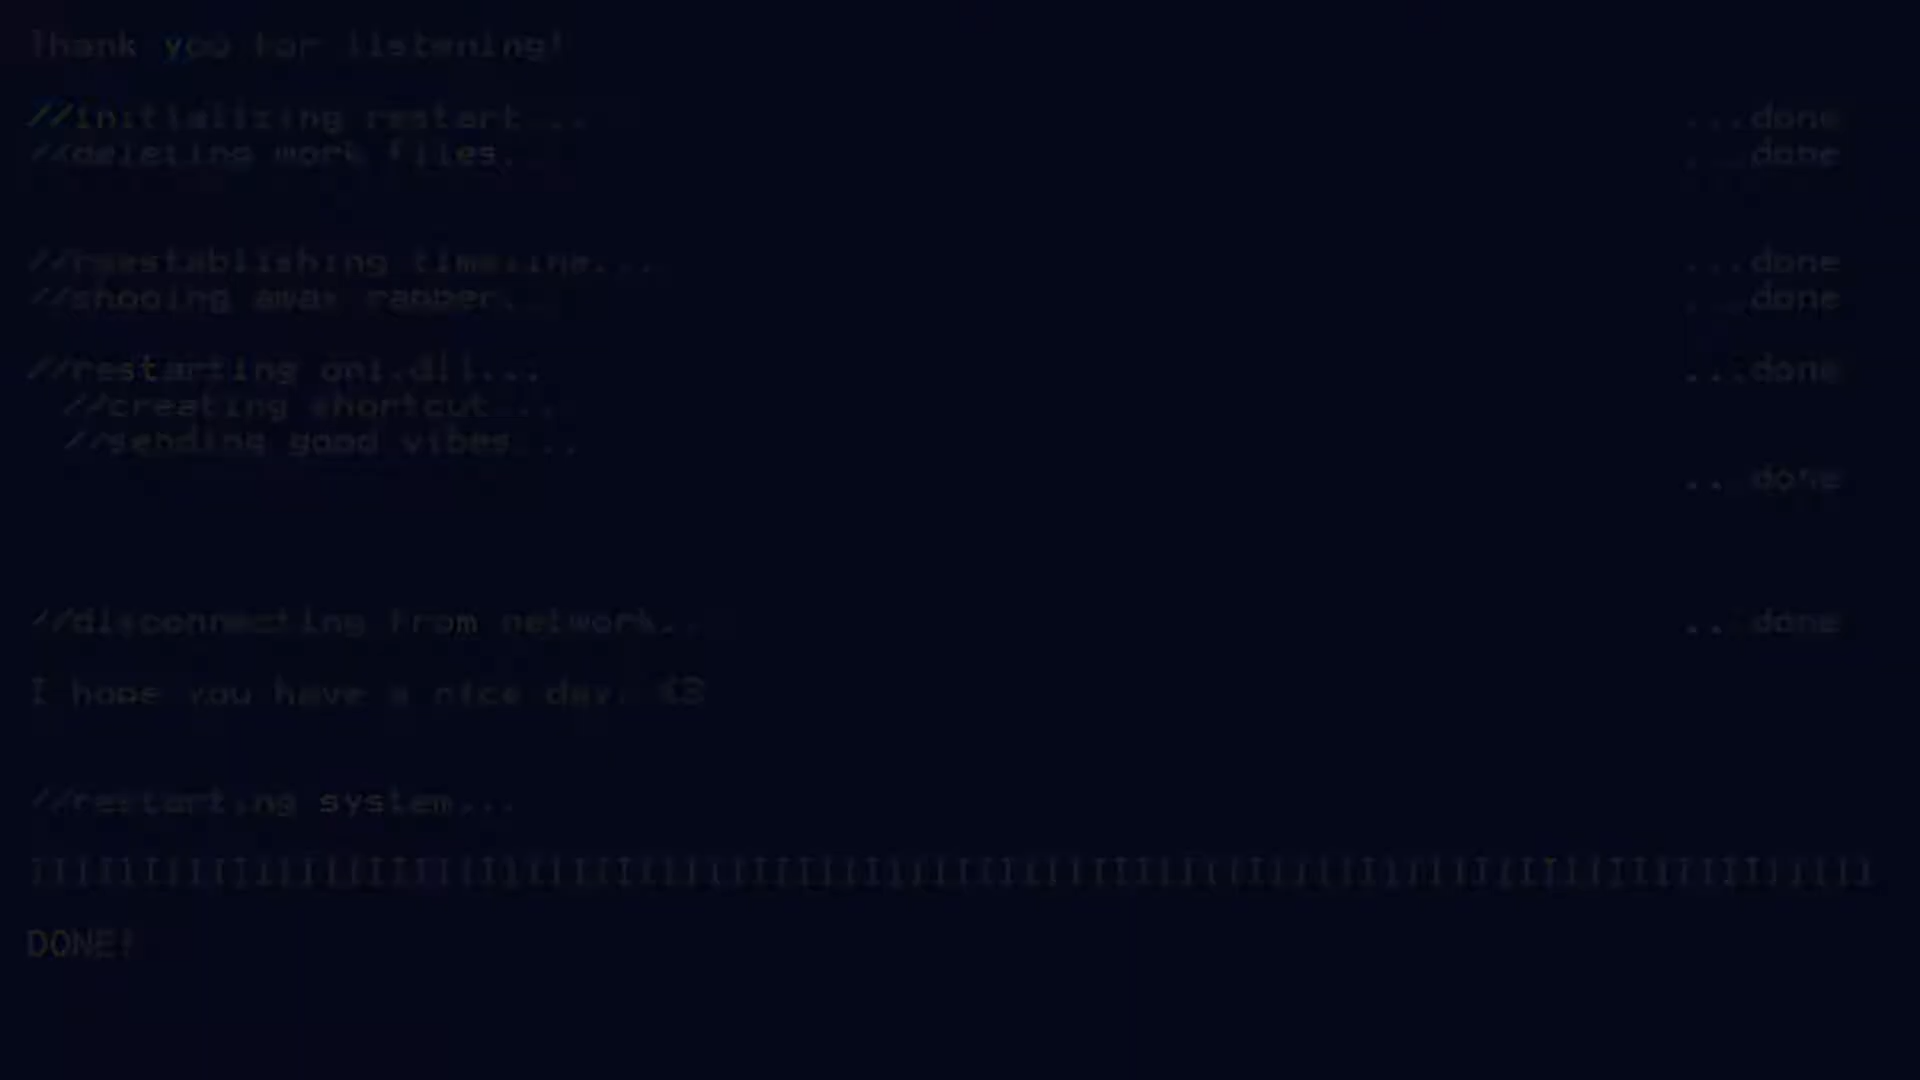 Thank you for listening!
//initializing restart... ...done
//deleting work files. ...done
//reestablishing timeline... ...done
//shooing away rapper. ...done
//restarting oni.dll... ...done
//creating shortcut...
//sending good vibes...
...done
//disconnecting from network... ...done
I hope you have a nice day. <3
//restarting system...
DONE!